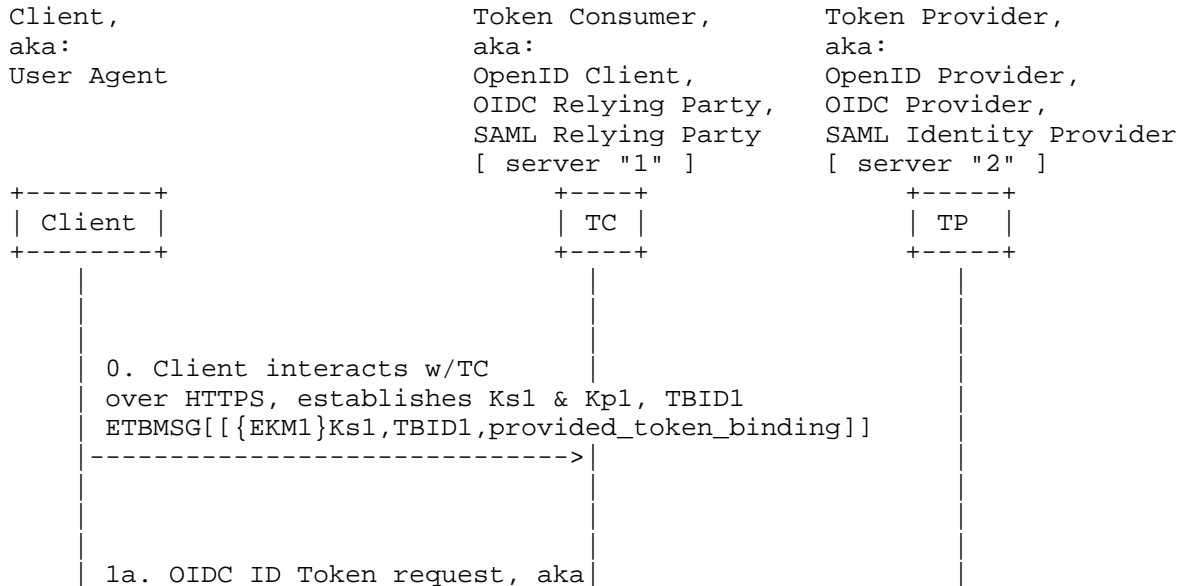 Client, Token Consumer, Token Provider,
aka: aka: aka:
User Agent OpenID Client, OpenID Provider,
OIDC Relying Party, OIDC Provider,
SAML Relying Party SAML Identity Provider
[ server "1" ] [ server "2" ]
Client TC TP
0. Client interacts w/TC
over HTTPS, establishes Ks1 & Kp1, TBID1
ETBMSG[[{EKM1}Ks1,TBID1,provided_token_binding]]
1a. OIDC ID Token request, aka